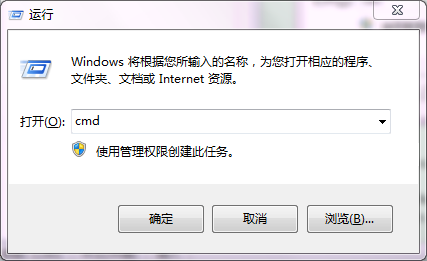 运行
Windows 将根据您所输入的名称，为您打开相应的程序、
文件夹、文档或 Internet 资源。
打开(O): cmd
使用管理权限创建此任务。
确定 取消 浏览(B)...